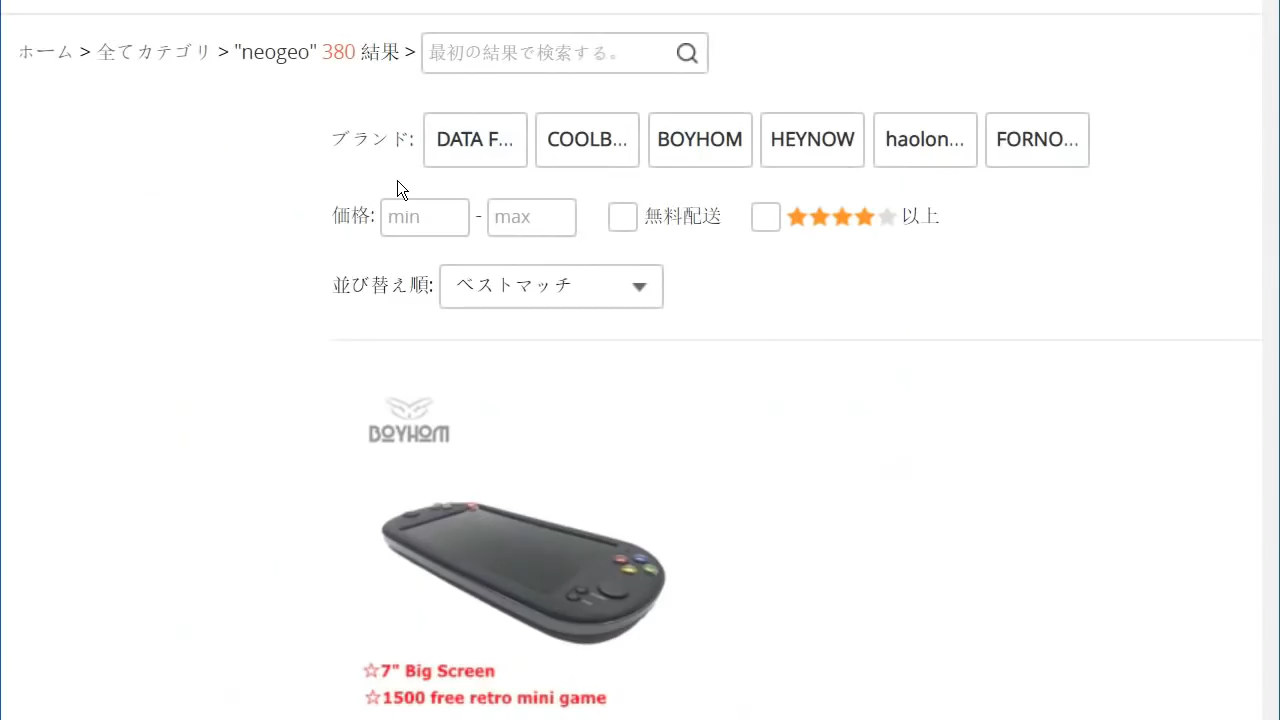 ホーム > 全てカテゴリ > "neogeo" 380 結果 > 最初の結果で検索する。
ブランド: DATA F... COOLB... BOYHOM HEYNOW haolon... FORNO...
価格: min - max 無料配送 以上
並び替え順: ベストマッチ
BOYHOM
☆7" Big Screen
☆1500 free retro mini game